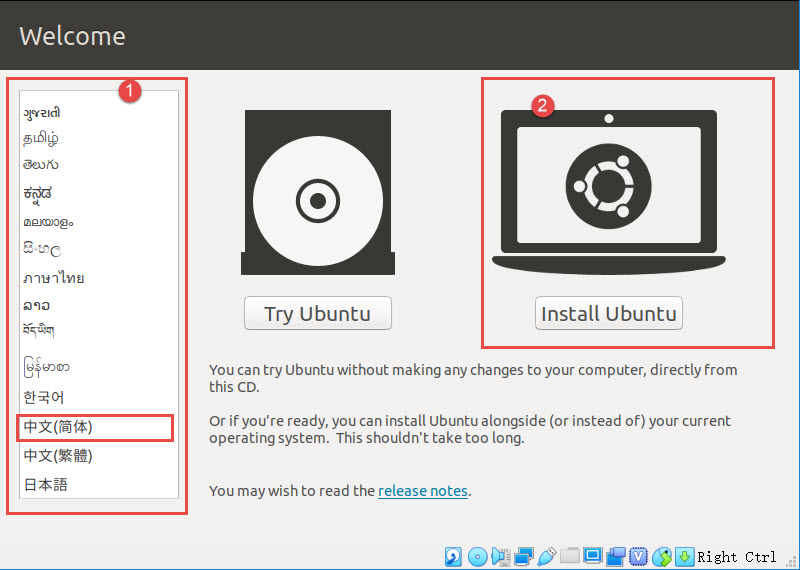 Welcome
1
ગુજરાતી
தமிழ்
తెలుగు
ಕನ್ನಡ
മലയാളം
සිංහල
ภาษาไทย
ລາວ
བོད་ཡིག
မြန်မာစာ
한국어
中文(简体)
中文(繁體)
日本語
2
Try Ubuntu
Install Ubuntu
You can try Ubuntu without making any changes to your computer, directly from
this CD.
Or if you're ready, you can install Ubuntu alongside (or instead of) your current
operating system. This shouldn't take too long.
You may wish to read the release notes.
V
Right Ctrl